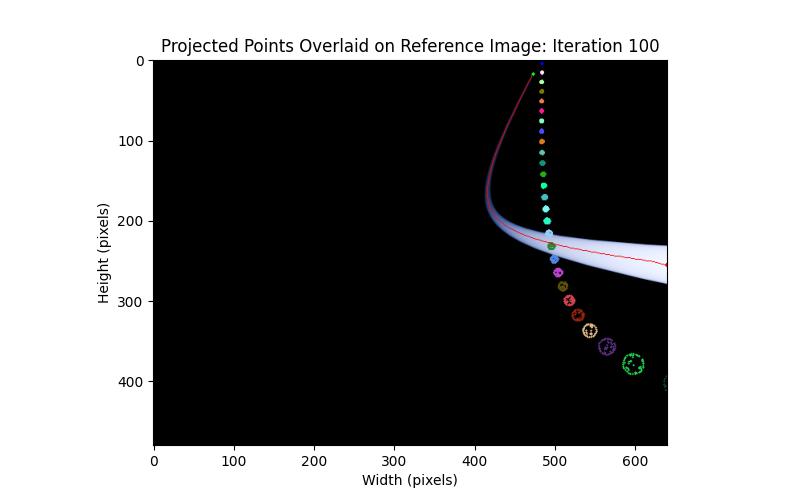 Projected Points Overlaid on Reference Image: Iteration 100
0
100
200
300
400
Height (pixels)
0 100 200 300 400 500 600
Width (pixels)